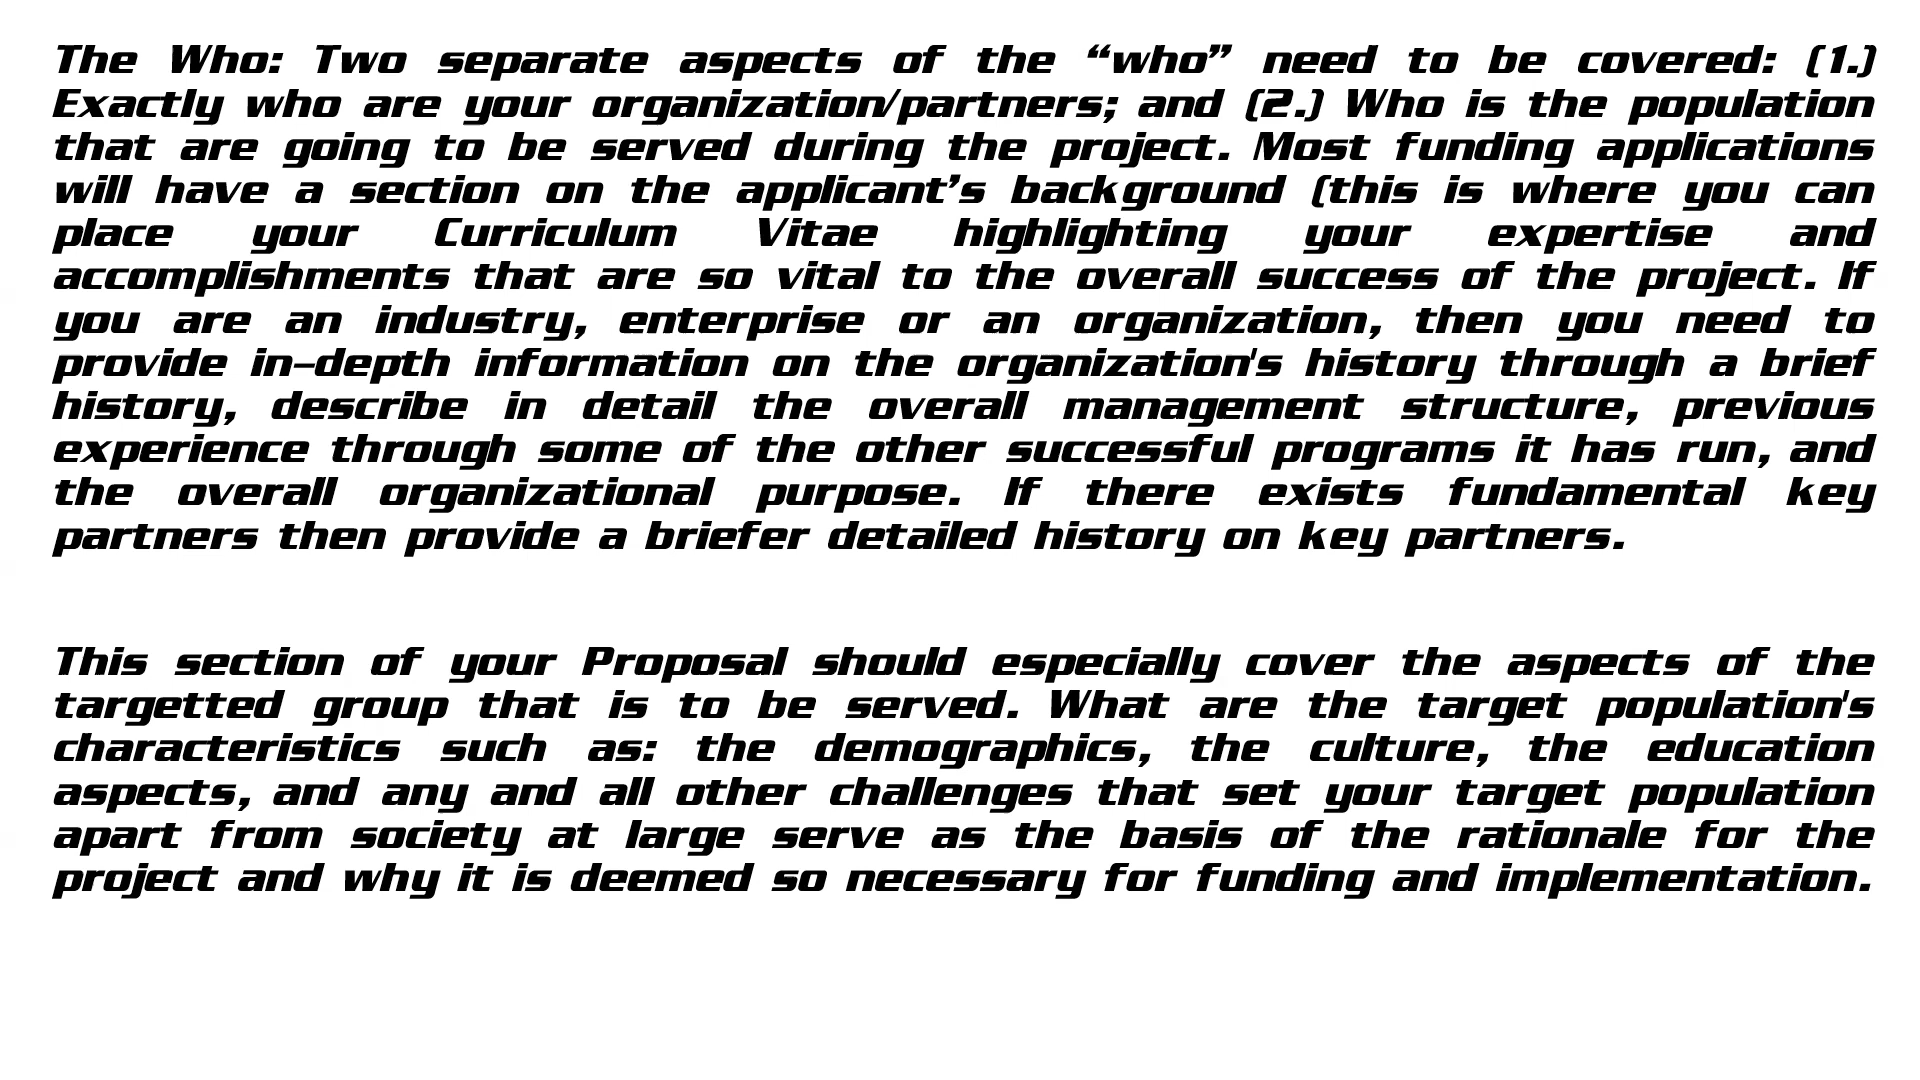 The Who: Two separate aspects of the “who” need to be covered: (1.)
Exactly who are your organization/partners; and (2.) Who is the population
that are going to be served during the project. Most funding applications
will have a section on the applicant’s background (this is where you can
place your Curriculum Vitae highlighting your expertise and
accomplishments that are so vital to the overall success of the project. If
you are an industry, enterprise or an organization, then you need to
provide in-depth information on the organization's history through a brief
history, describe in detail the overall management structure, previous
experience through some of the other successful programs it has run, and
the overall organizational purpose. If there exists fundamental key
partners then provide a briefer detailed history on key partners.
This section of your Proposal should especially cover the aspects of the
targetted group that is to be served. What are the target population's
characteristics such as: the demographics, the culture, the education
aspects, and any and all other challenges that set your target population
apart from society at large serve as the basis of the rationale for the
project and why it is deemed so necessary for funding and implementation.